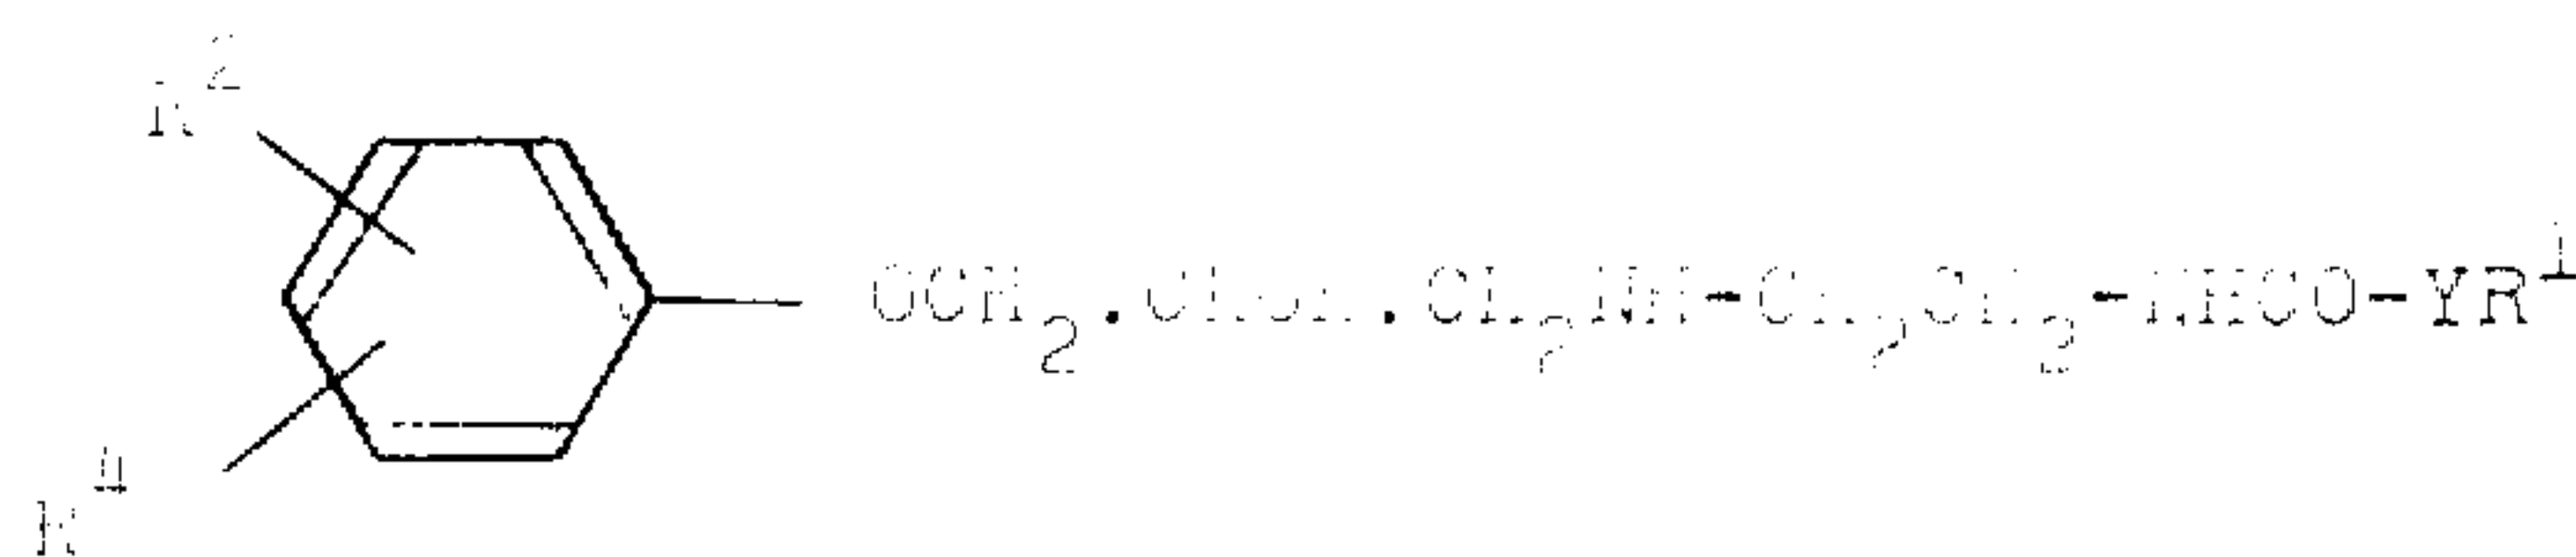 R²
OCH₂.CHOH.CH₂NH-CH₂CH₂-NHCO-YR¹
R⁴